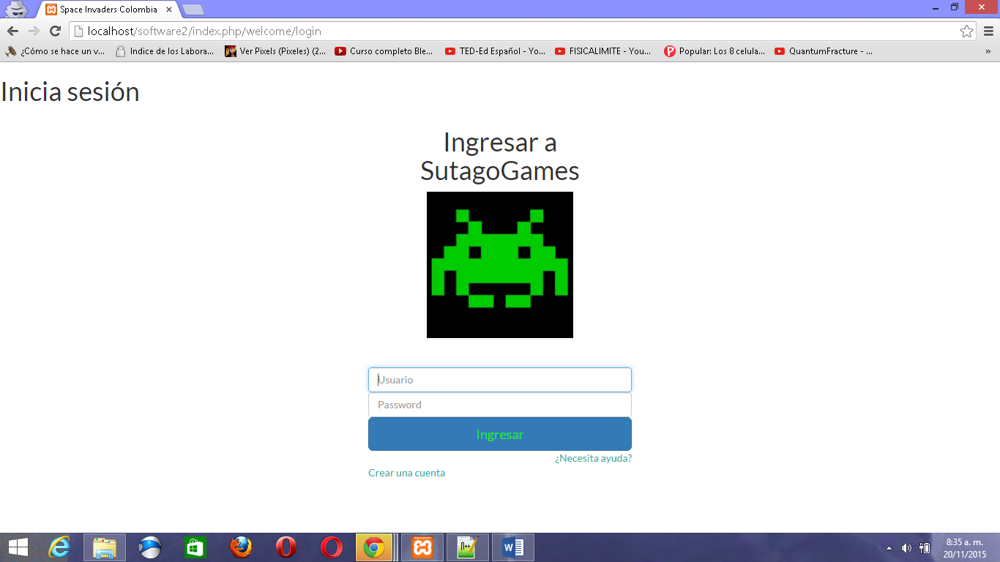 Space Invaders Colombia
localhost/software2/index.php/welcome/login
¿Cómo se hace un v...
Indice de los Labora...
Ver Pixels (Pixeles) (2...
Curso completo Ble...
TED-Ed Español - Yo...
FISICALIMITE - You...
Popular: Los 8 celula...
QuantumFracture - ...
»
Inicia sesión
Ingresar a
SutagoGames
Usuario
Password
Ingresar
¿Necesita ayuda?
Crear una cuenta
8:35 a. m.
20/11/2015